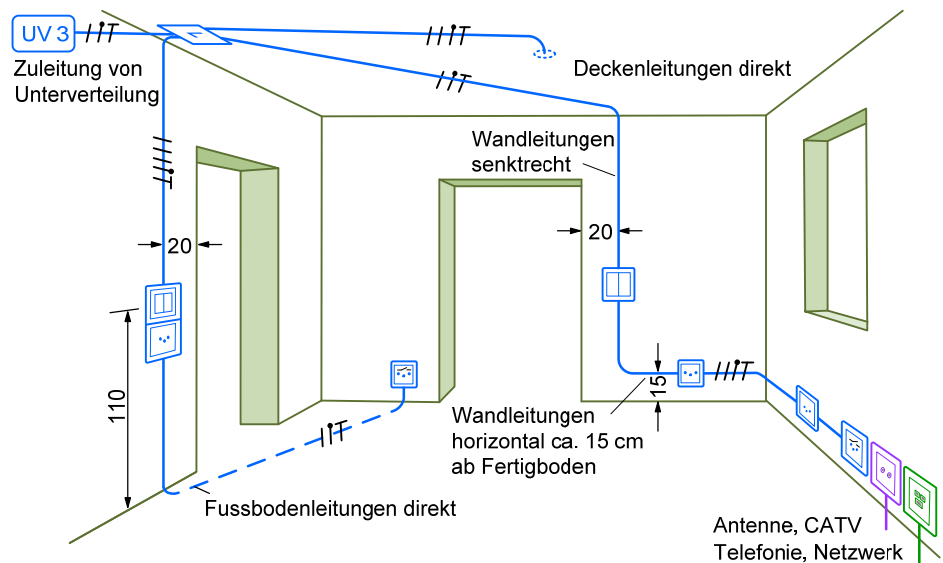 UV 3
Zuleitung von
Unterverteilung
Deckenleitungen direkt
Wandleitungen
senktrecht
20
20
110
15
Wandleitungen
horizontal ca. 15 cm
ab Fertigboden
Fussbodenleitungen direkt
Antenne, CATV
Telefonie, Netzwerk